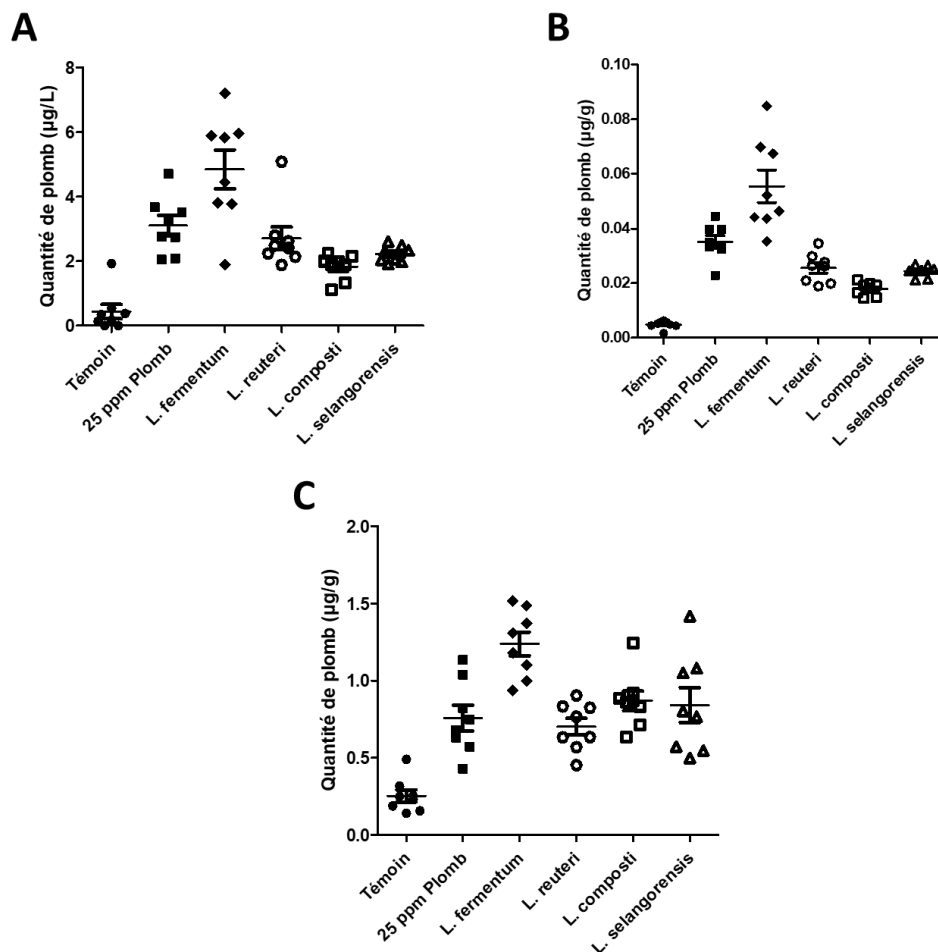 A
Quantité de plomb (µg/L)
8
6
4
2
0
Témoin
25 ppm Plomb
L. fermentum
L. reuteri
L. composti
L. selangorensis
B
Quantité de plomb (µg/g)
0.10
0.08
0.06
0.04
0.02
0.00
Témoin
25 ppm Plomb
L. fermentum
L. reuteri
L. composti
L. selangorensis
C
Quantité de plomb (µg/g)
2.0
1.5
1.0
0.5
0.0
Témoin
25 ppm Plomb
L. fermentum
L. reuteri
L. composti
L. selangorensis